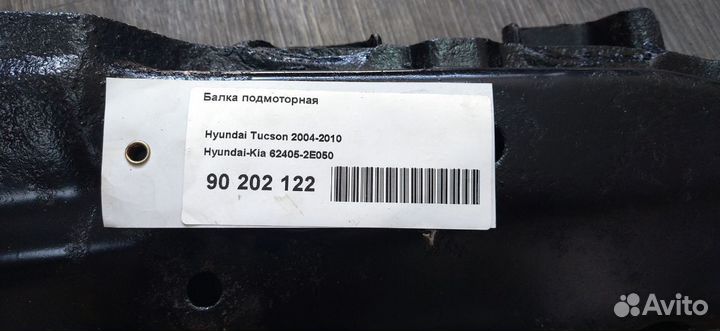 Балка подмоторная
Hyundai Tucson 2004-2010
Hyundai-Kia 62405-2E050
90 202 122
Avito